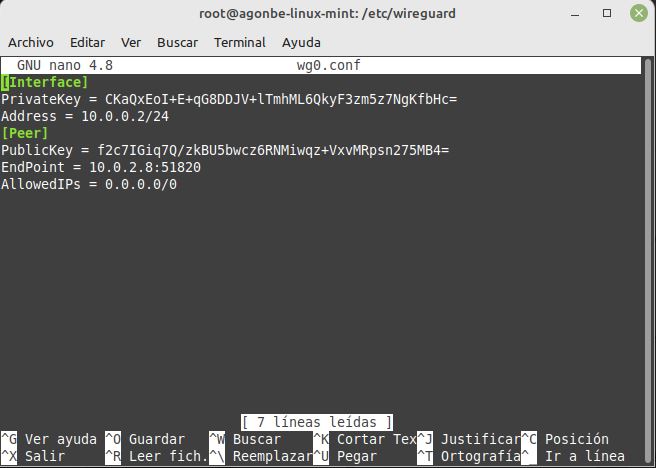 root@agonbe-linux-mint: /etc/wireguard
Archivo Editar Ver Buscar Terminal Ayuda
GNU nano 4.8 wg0.conf
[Interface]
PrivateKey = CKaQxEoI+E+qG8DDJV+lTmhML6QkyF3zm5z7NgKfbHc=
Address = 10.0.0.2/24
[Peer]
PublicKey = f2c7IGiq7Q/zkBU5bwcz6RNMiwqz+VxvMRpsn275MB4=
EndPoint = 10.0.2.8:51820
AllowedIPs = 0.0.0.0/0
[ 7 líneas leídas ]
^G Ver ayuda ^O Guardar ^W Buscar ^K Cortar Tex^J Justificar^C Posición
^X Salir ^R Leer fich.^\ Reemplazar^U Pegar ^T Ortografía^_ Ir a línea